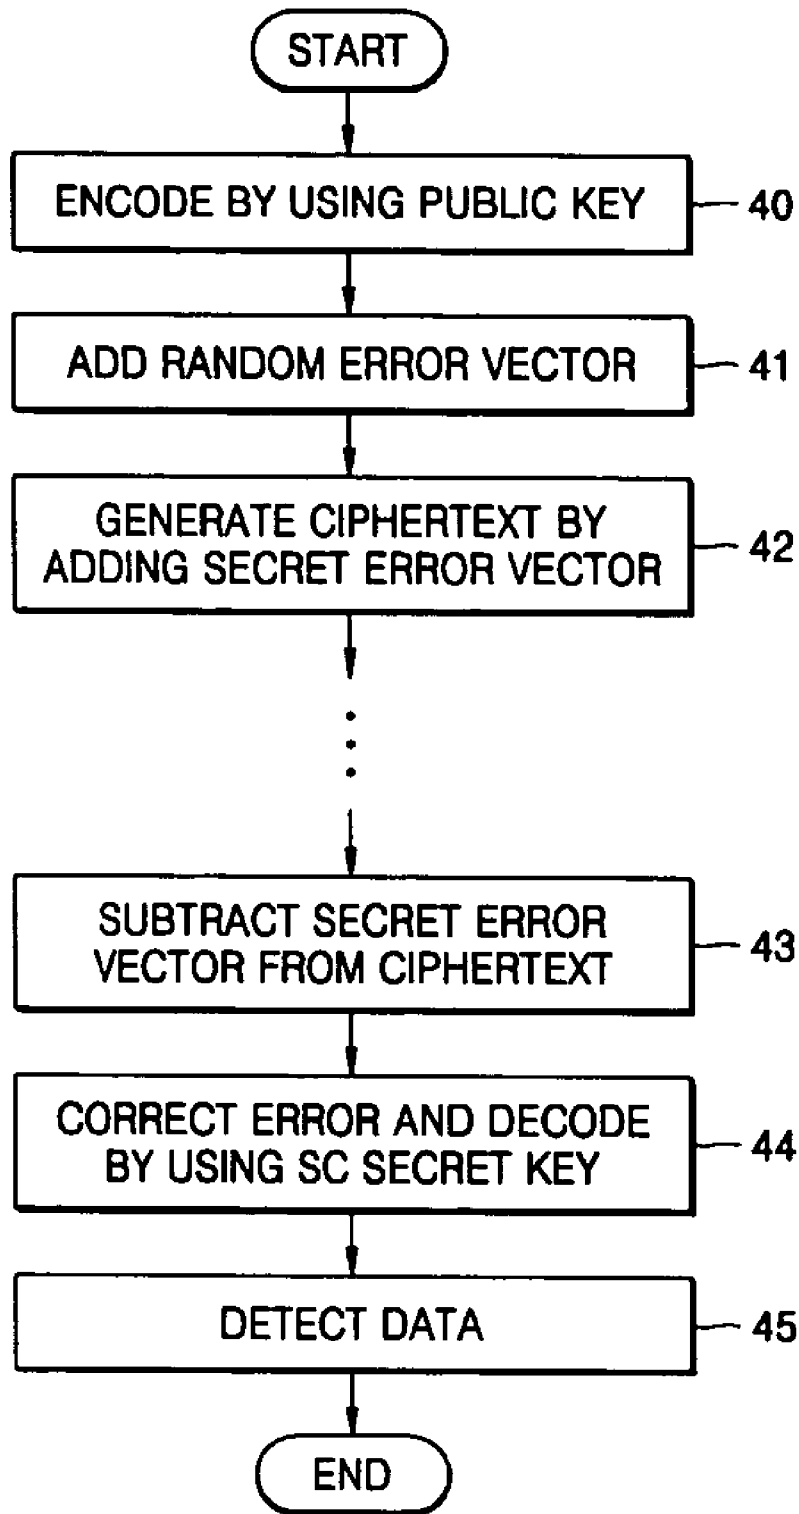 START
ENCODE BY USING PUBLIC KEY
40
ADD RANDOM ERROR VECTOR
41
GENERATE CIPHERTEXT BY
ADDING SECRET ERROR VECTOR
42
SUBTRACT SECRET ERROR
VECTOR FROM CIPHERTEXT
43
CORRECT ERROR AND DECODE
BY USING SC SECRET KEY
44
DETECT DATA
45
END